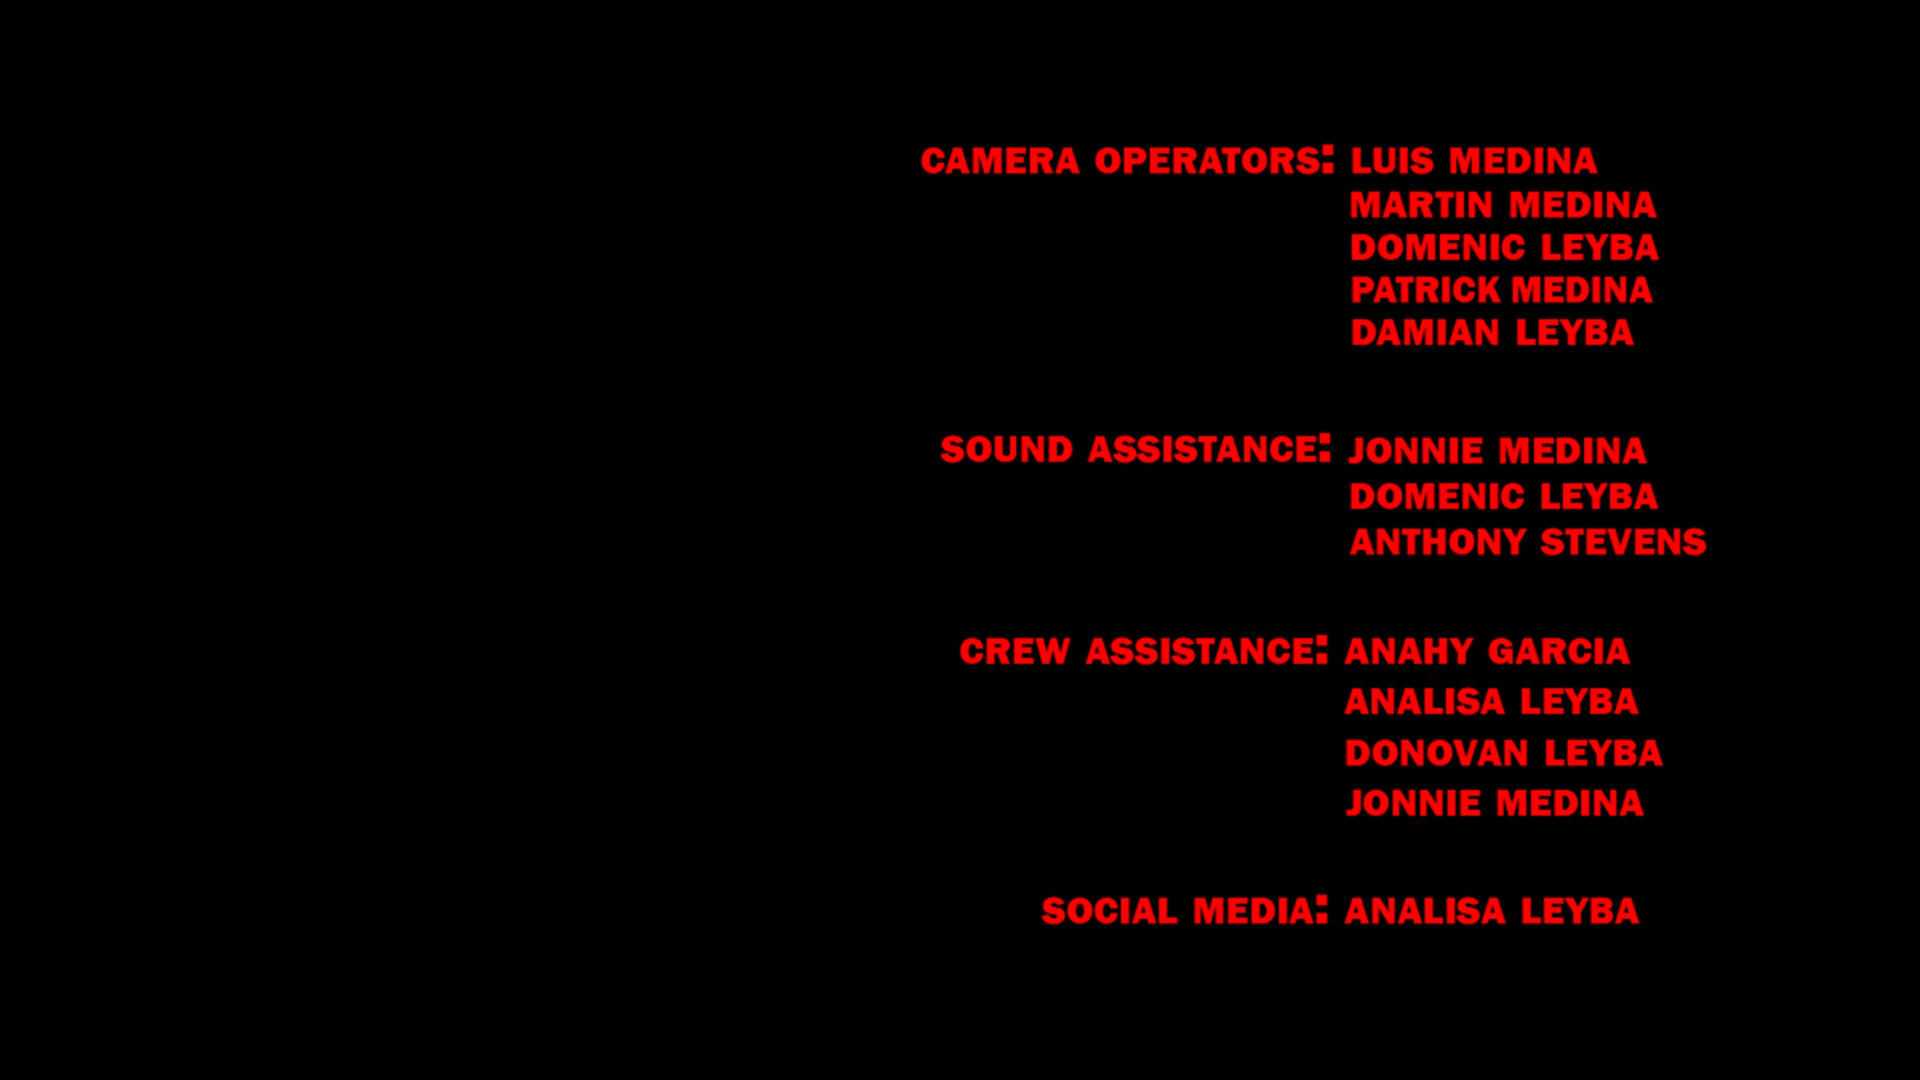 CAMERA OPERATORS: LUIS MEDINA
MARTIN MEDINA
DOMENIC LEYBA
PATRICK MEDINA
DAMIAN LEYBA
SOUND ASSISTANCE: JONNIE MEDINA
DOMENIC LEYBA
ANTHONY STEVENS
CREW ASSISTANCE: ANAHY GARCIA
ANALISA LEYBA
DONOVAN LEYBA
JONNIE MEDINA
SOCIAL MEDIA: ANALISA LEYBA